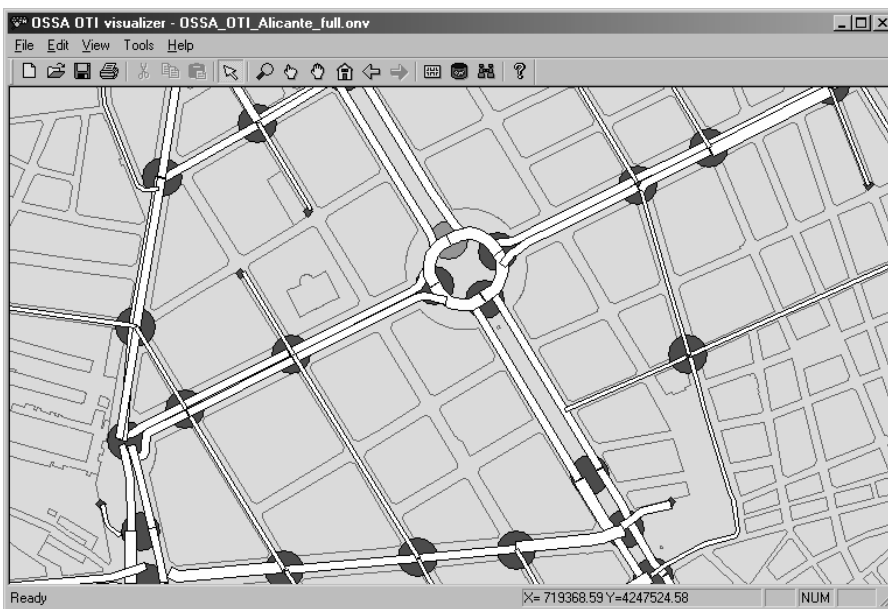 OSSA OTI visualizer - OSSA_OTI_Alicante_full.onv
File Edit View Tools Help
Ready X= 719368.59 Y=4247524.58 NUM